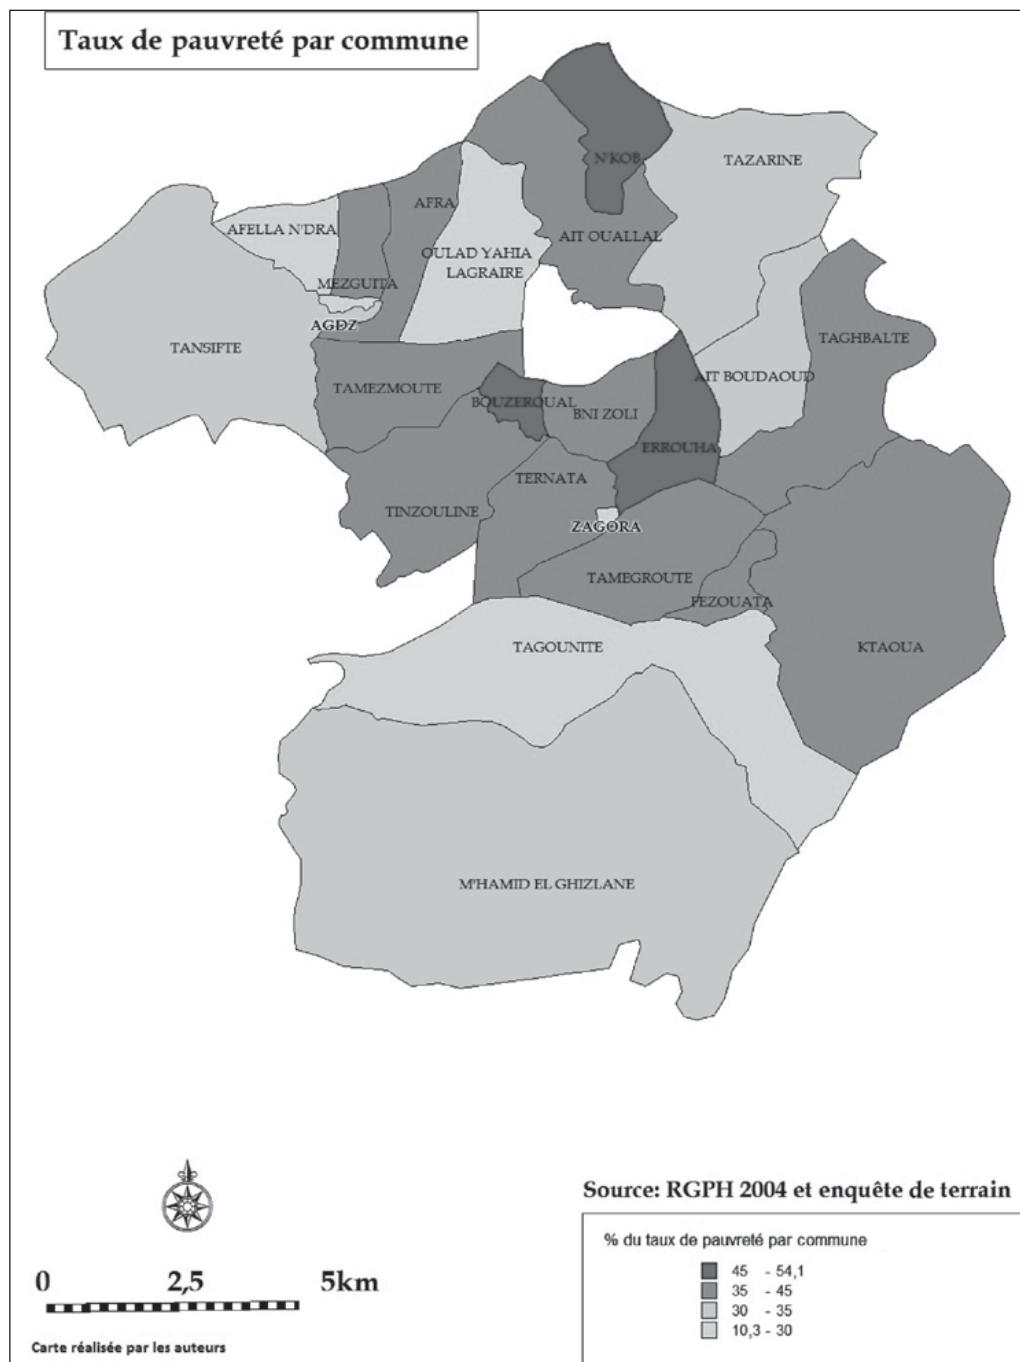 Taux de pauvreté par commune
N'KOB
TAZARINE
AFRA
AFELLA N'DRA
AIT OUALLAL
OULAD YAHIA
LAGRAIRE
MEZGUITA
AGDZ
TANSIFTE
TAGHBALTE
AIT BOUDAOUD
TAMEZMOUTE
BOUZEROUAL
BNI ZOLI
ERROUHA
TERNATA
TINZOULINE
ZAGORA
TAMEGROUTE
FEZOUATA
TAGOUNITE
KTAOUA
M'HAMID EL GHIZLANE
Source: RGPH 2004 et enquête de terrain
% du taux de pauvreté par commune
45 - 54,1
35 - 45
30 - 35
10,3 - 30
0 2,5 5km
Carte réalisée par les auteurs